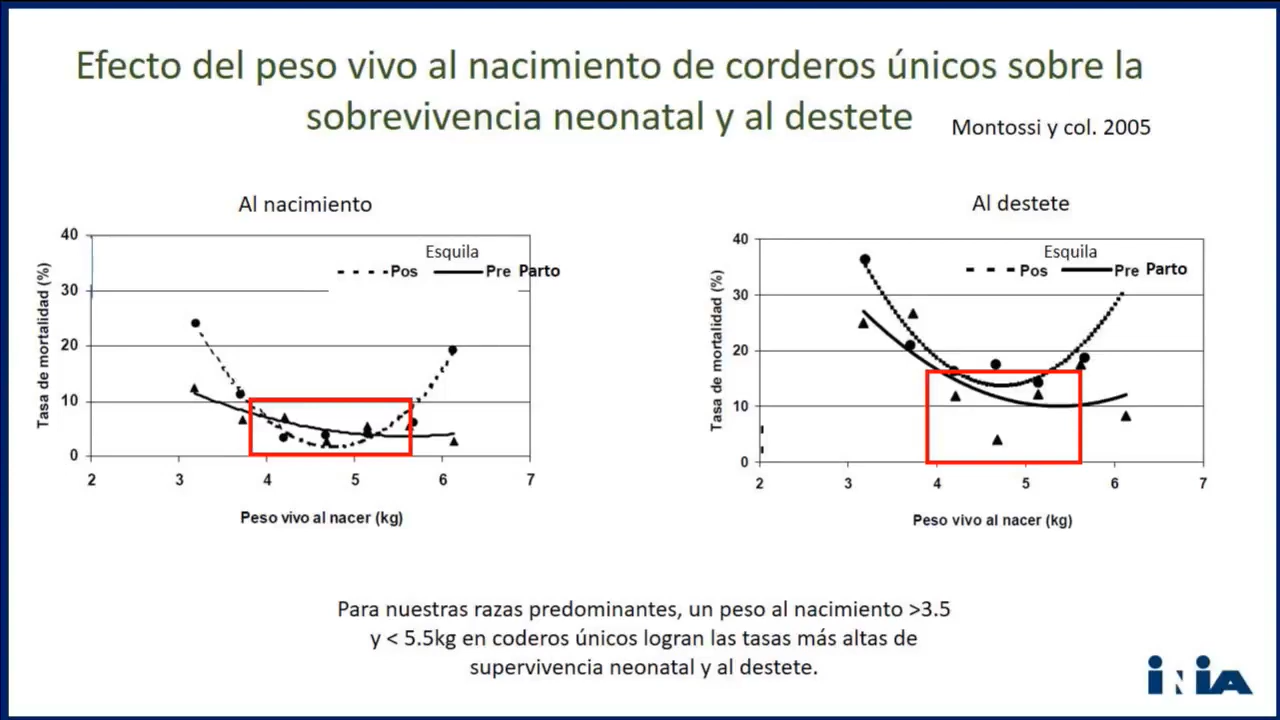 Efecto del peso vivo al nacimiento de corderos únicos sobre la
sobrevivencia neonatal y al destete
Montossi y col. 2005
Al nacimiento
Esquila
Pos Pre Parto
Tasa de mortalidad (%)
40
30
20
10
0
2 3 4 5 6 7
Peso vivo al nacer (kg)
Al destete
Esquila
Pos Pre Parto
Tasa de mortalidad (%)
40
30
20
10
0
2 3 4 5 6 7
Peso vivo al nacer (kg)
Para nuestras razas predominantes, un peso al nacimiento >3.5
y < 5.5kg en coderos únicos logran las tasas más altas de
supervivencia neonatal y al destete.
iNiA